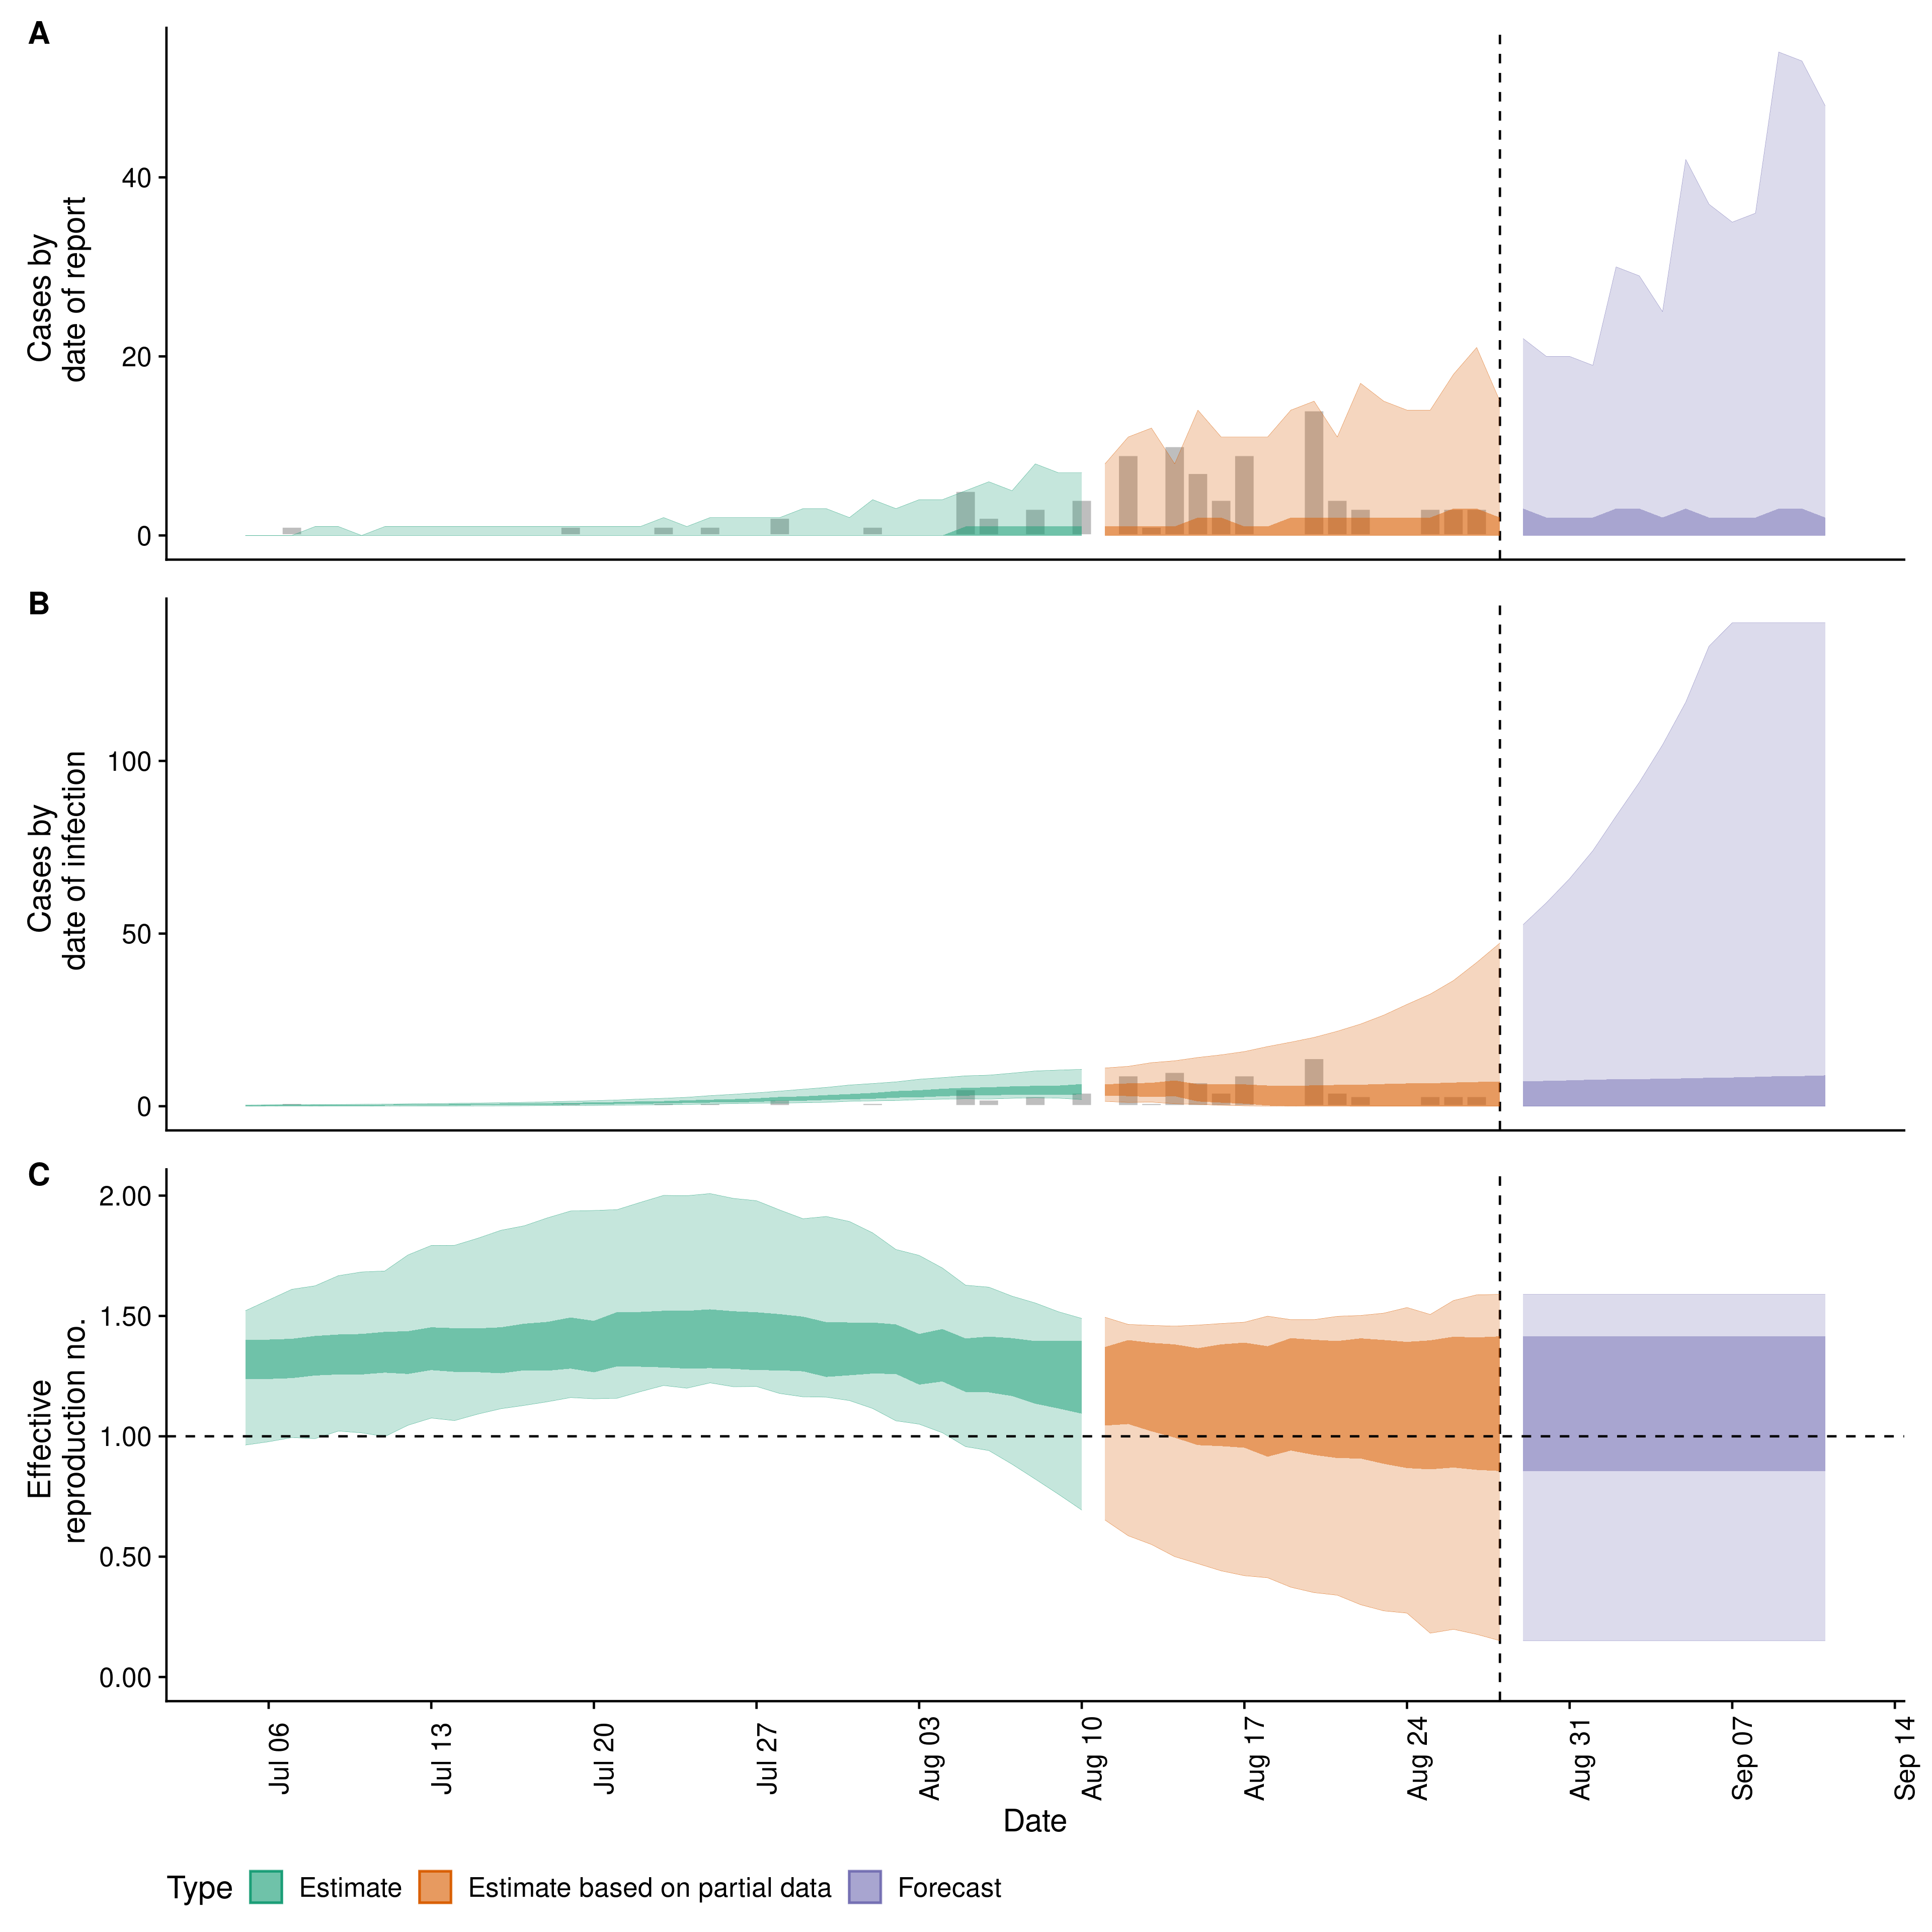 A
Cases by
date of report
40
20
0
B
Cases by
date of infection
100
50
0
C
Effective
reproduction no.
2.00
1.50
1.00
0.50
0.00
Jul 06
Jul 13
Jul 20
Jul 27
Aug 03
Aug 10
Aug 17
Aug 24
Aug 31
Sep 07
Sep 14
Date
Type Estimate Estimate based on partial data Forecast